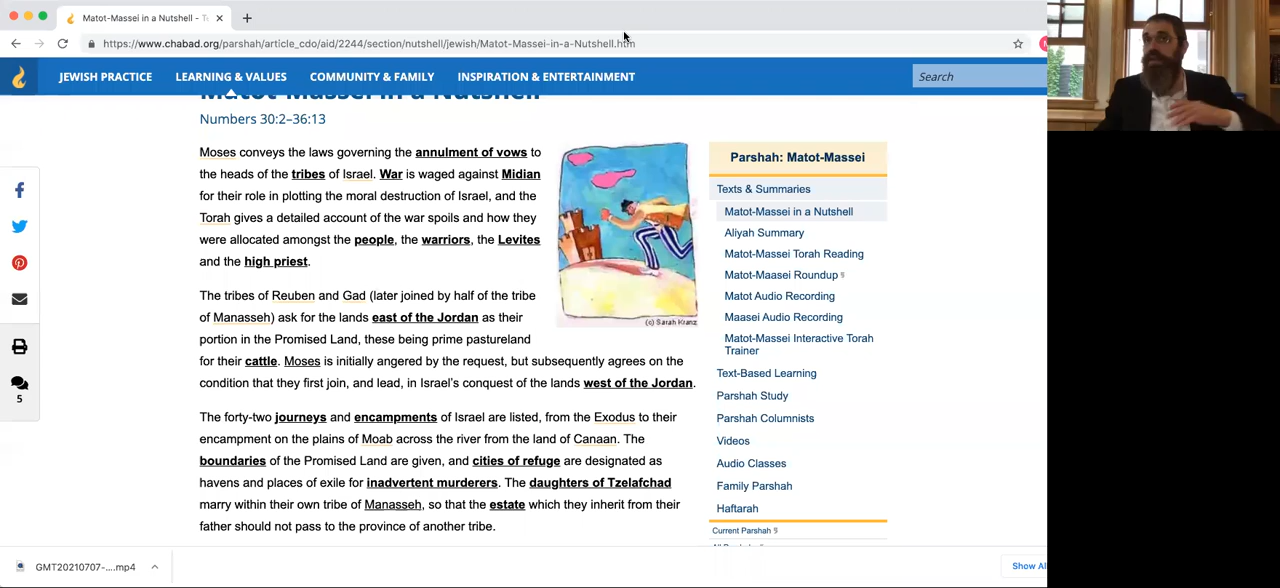 Matot-Massei in a Nutshell - T
https://www.chabad.org/parshah/article_cdo/aid/2244/section/nutshell/jewish/Matot-Massei-in-a-Nutshell.htm
JEWISH PRACTICE LEARNING & VALUES COMMUNITY & FAMILY INSPIRATION & ENTERTAINMENT Search
Matot-Massei in a Nutshell
Numbers 30:2–36:13
Moses conveys the laws governing the annulment of vows to
the heads of the tribes of Israel. War is waged against Midian
for their role in plotting the moral destruction of Israel, and the
Torah gives a detailed account of the war spoils and how they
were allocated amongst the people, the warriors, the Levites
and the high priest.
(c) Sarah Kranz
The tribes of Reuben and Gad (later joined by half of the tribe
of Manasseh) ask for the lands east of the Jordan as their
portion in the Promised Land, these being prime pastureland
for their cattle. Moses is initially angered by the request, but subsequently agrees on the
condition that they first join, and lead, in Israel's conquest of the lands west of the Jordan.
The forty-two journeys and encampments of Israel are listed, from the Exodus to their
encampment on the plains of Moab across the river from the land of Canaan. The
boundaries of the Promised Land are given, and cities of refuge are designated as
havens and places of exile for inadvertent murderers. The daughters of Tzelafchad
marry within their own tribe of Manasseh, so that the estate which they inherit from their
father should not pass to the province of another tribe.
Parshah: Matot-Massei
Texts & Summaries
Matot-Massei in a Nutshell
Aliyah Summary
Matot-Massei Torah Reading
Matot-Maasei Roundup
Matot Audio Recording
Maasei Audio Recording
Matot-Massei Interactive Torah
Trainer
Text-Based Learning
Parshah Study
Parshah Columnists
Videos
Audio Classes
Family Parshah
Haftarah
Current Parshah
5
GMT20210707-....mp4
Show Al